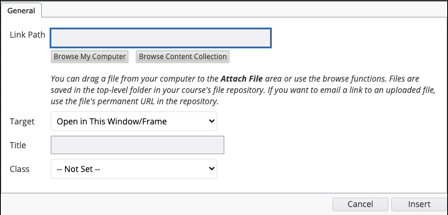 General
Link Path
Browse My Computer Browse Content Collection
You can drag a file from your computer to the Attach File area or use the browse functions. Files are
saved in the top-level folder in your course's file repository. If you want to email a link to an uploaded file,
use the file's permanent URL in the repository.
Target Open in This Window/Frame
Title
Class -- Not Set --
Cancel Insert